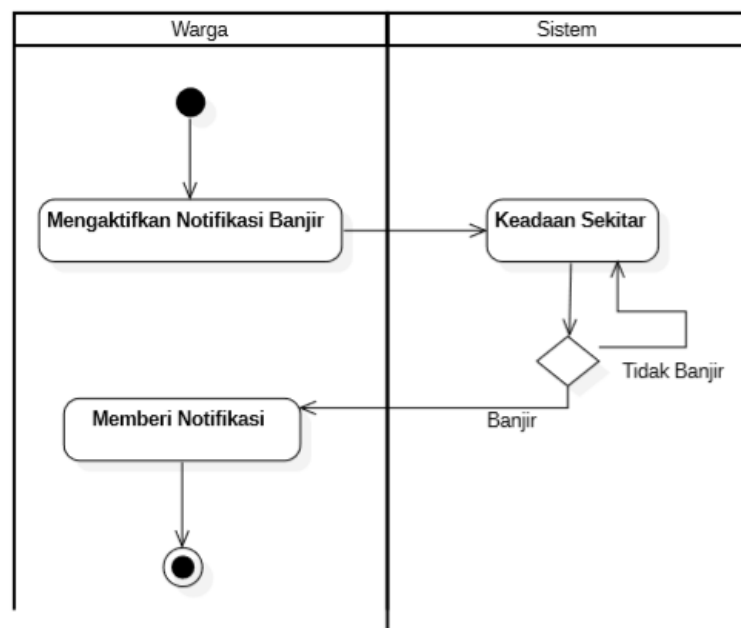 Warga
Sistem
Mengaktifkan Notifikasi Banjir
Keadaan Sekitar
Tidak Banjir
Memberi Notifikasi
Banjir